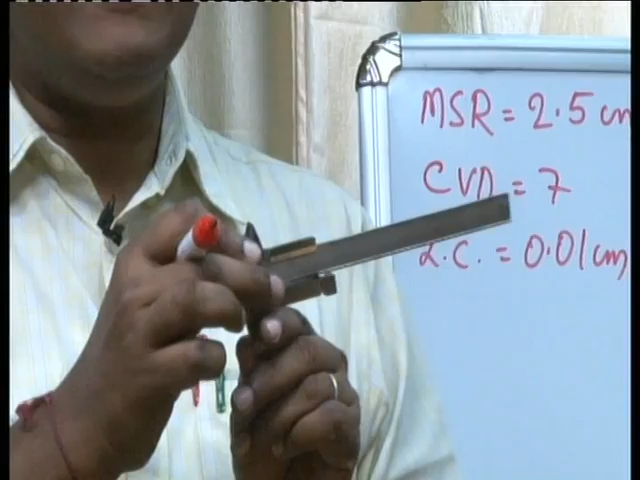 MSR = 2.5 cm
CVD = 7
L.C. = 0.01 cm